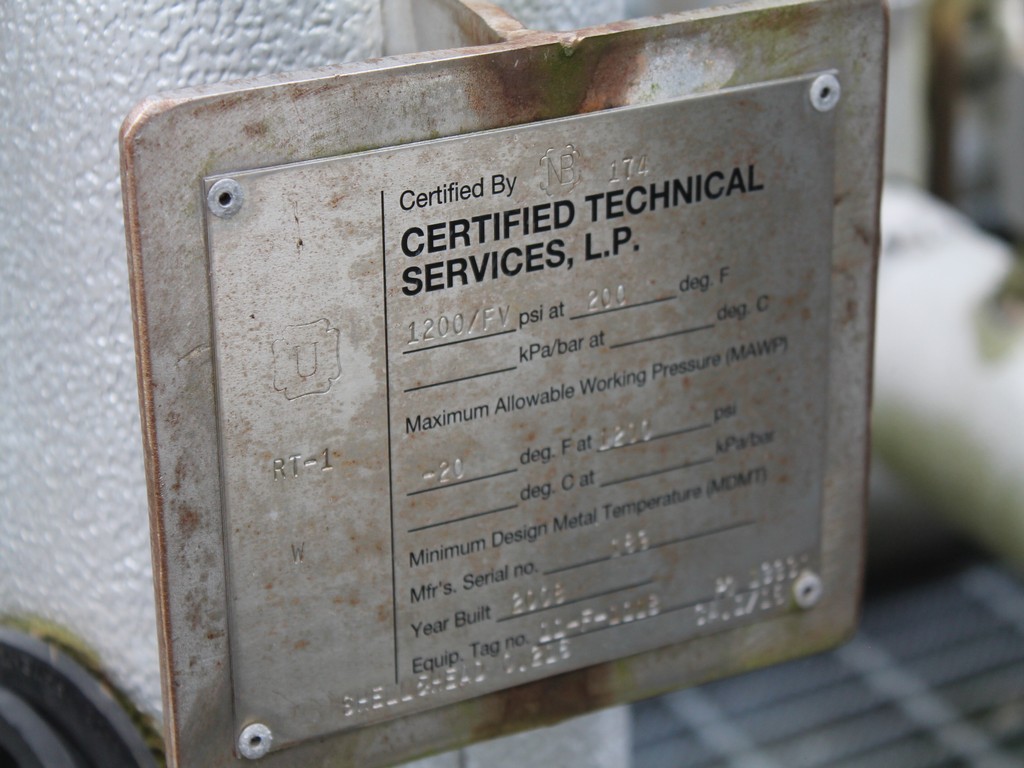 Certified By NB 174
CERTIFIED TECHNICAL
SERVICES, L.P.
1200/FV psi at 200 deg. F
kPa/bar at deg. C
Maximum Allowable Working Pressure (MAWP)
U
RT-1
W
-20 deg. F at 1200 psi
deg. C at kPa/bar
Minimum Design Metal Temperature (MDMT)
Mfr's. Serial no. 
Year Built 2008
Equip. Tag no.